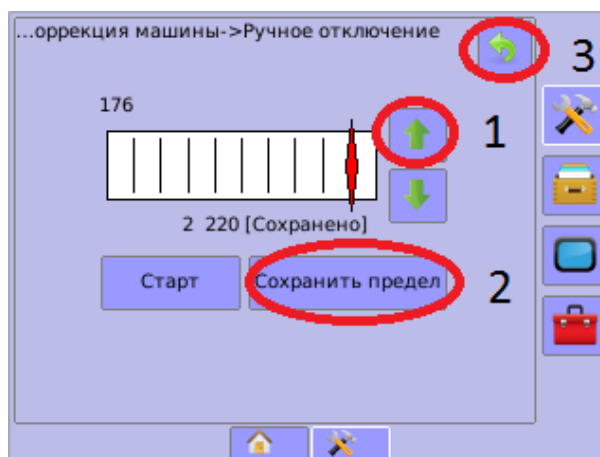 ...оррекция машины->Ручное отключение
3
176
1
2 220 [Сохранено]
Старт
Сохранить предел
2